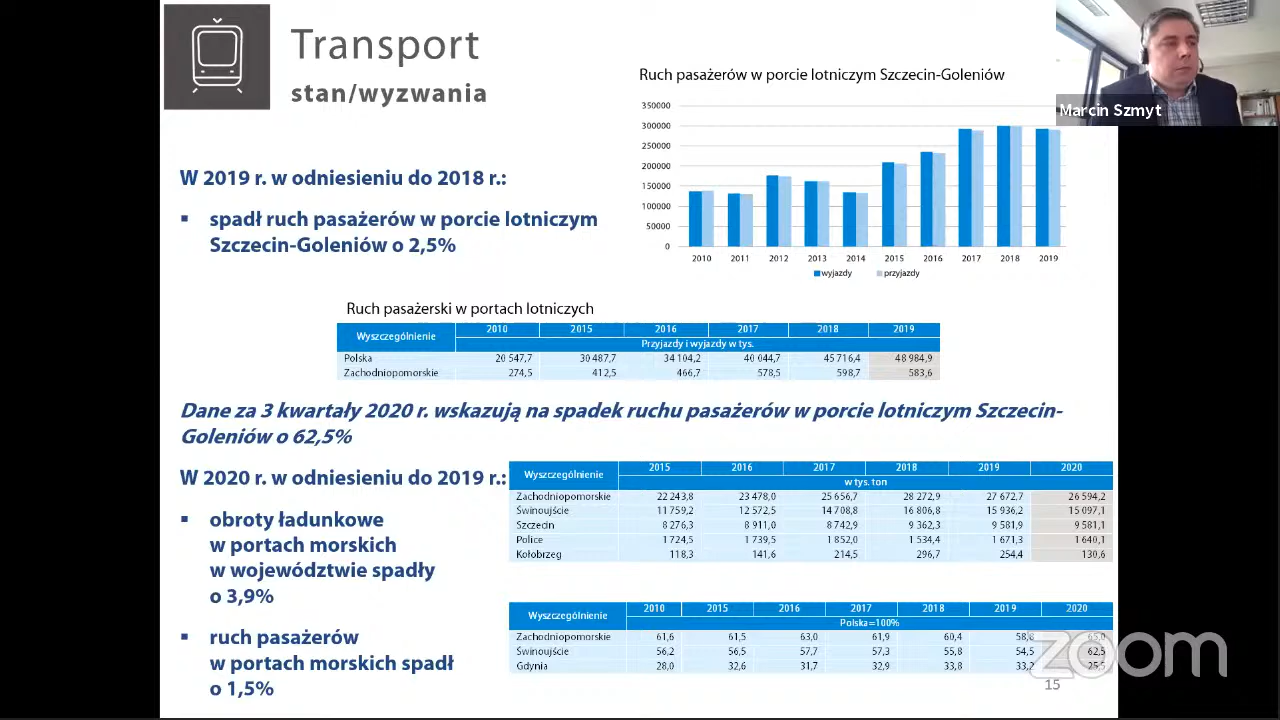 Transport
stan/wyzwania
Ruch pasażerów w porcie lotniczym Szczecin-Goleniów
Marcin Szmyt
350000
300000
250000
200000
150000
100000
50000
0
2010 2011 2012 2013 2014 2015 2016 2017 2018 2019
wyjazdy przyjazdy
W 2019 r. w odniesieniu do 2018 r.:
▪ spadł ruch pasażerów w porcie lotniczym
Szczecin-Goleniów o 2,5%
Ruch pasażerski w portach lotniczych
Wyszczególnienie 2010 2015 2016 2017 2018 2019
Przyjazdy i wyjazdy w tys.
Polska 20 547,7 30 487,7 34 104,2 40 044,7 45 716,4 48 984,9
Zachodniopomorskie 274,5 412,5 466,7 578,5 598,7 583,6
Dane za 3 kwartały 2020 r. wskazują na spadek ruchu pasażerów w porcie lotniczym Szczecin-
Goleniów o 62,5%
W 2020 r. w odniesieniu do 2019 r.:
▪ obroty ładunkowe
w portach morskich
w województwie spadły
o 3,9%
▪ ruch pasażerów
w portach morskich spadł
o 1,5%
Wyszczególnienie 2015 2016 2017 2018 2019 2020
w tys. ton
Zachodniopomorskie 22 243,8 23 478,0 25 656,7 28 272,9 27 672,7 26 594,2
Świnoujście 11 759,2 12 572,5 14 708,8 16 806,8 15 936,2 15 097,1
Szczecin 8 276,3 8 911,0 8 742,9 9 362,3 9 581,9 9 581,1
Police 1 724,5 1 739,5 1 852,0 1 534,4 1 671,3 1 640,1
Kołobrzeg 118,3 141,6 214,5 296,7 254,4 130,6
Wyszczególnienie 2010 2015 2016 2017 2018 2019 2020
Polska=100%
Zachodniopomorskie 61,6 61,5 63,0 61,9 60,4 58,8 65,0
Świnoujście 56,2 56,5 57,7 57,3 55,8 54,5 62,5
Gdynia 28,0 32,6 31,7 32,9 33,8 33,2 25,5
zoom
15